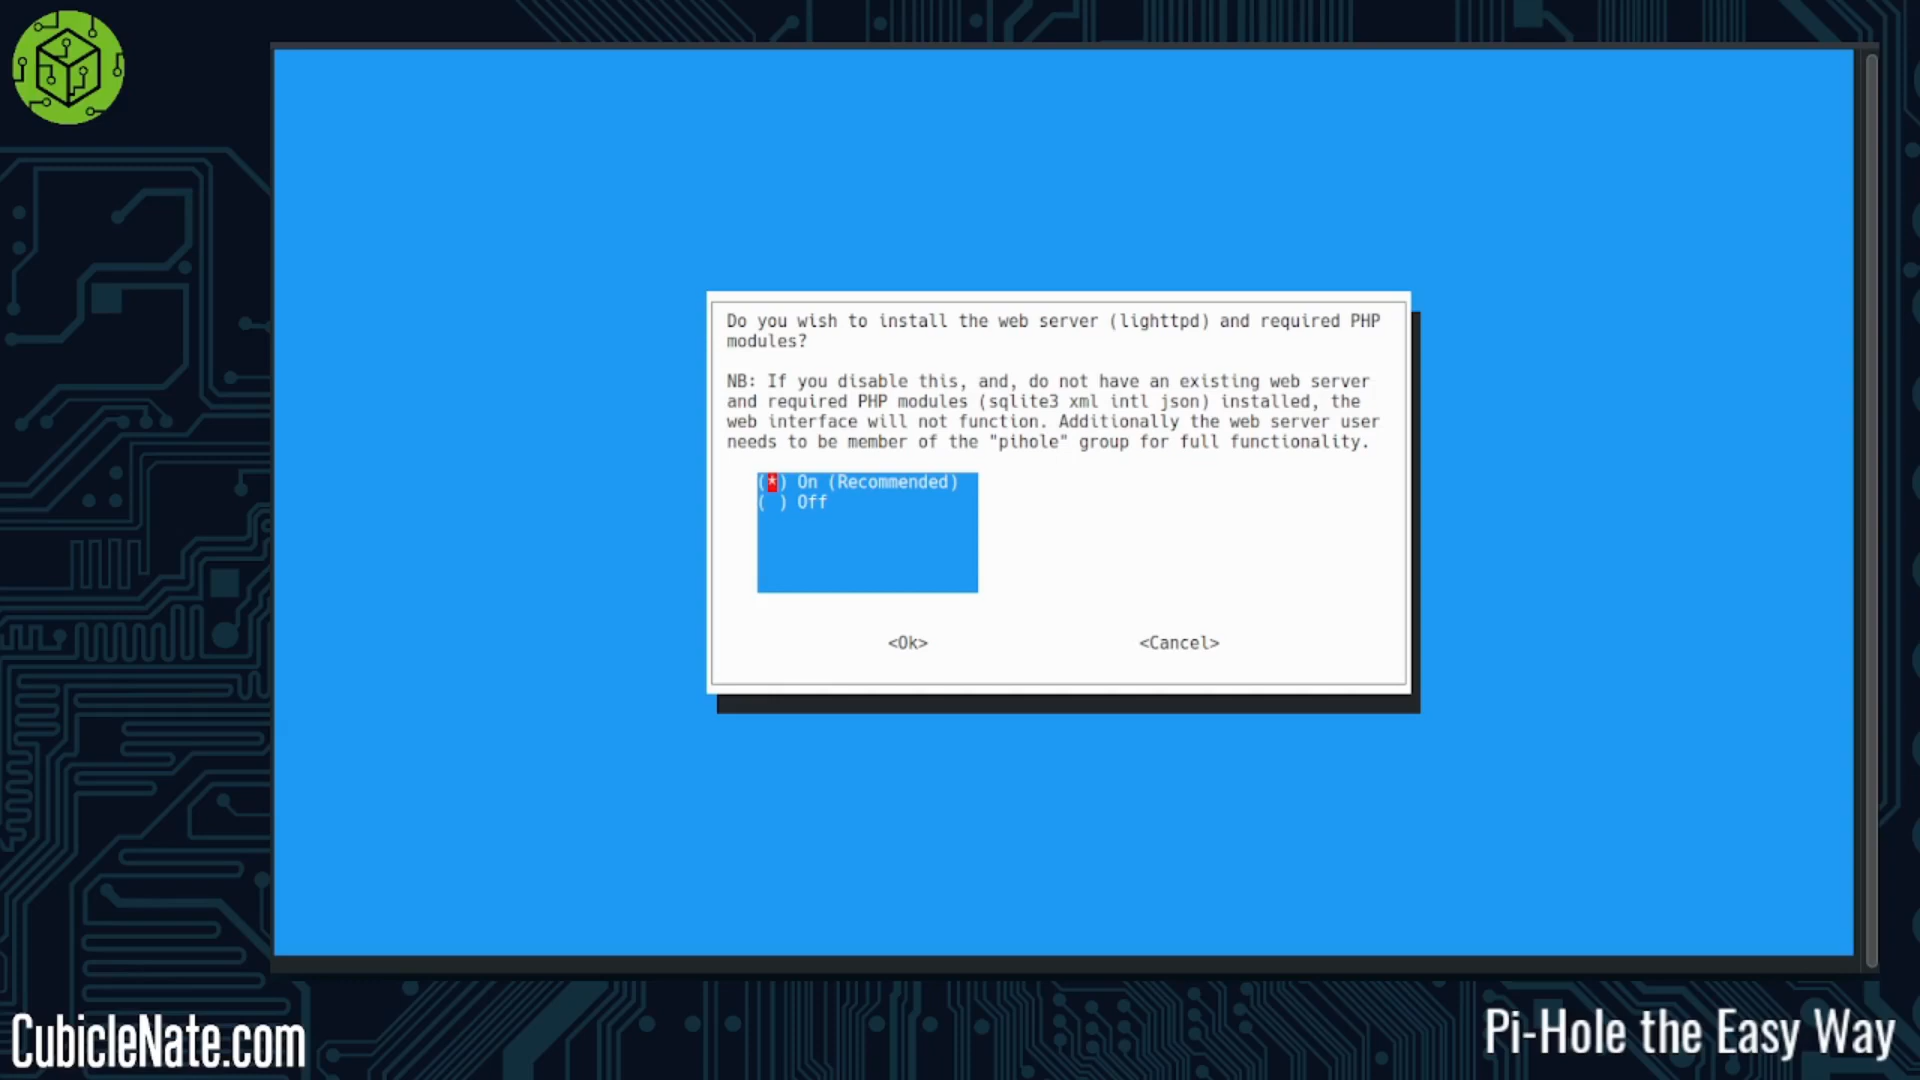 Do you wish to install the web server (lighttpd) and required PHP
modules?
NB: If you disable this, and, do not have an existing web server
and required PHP modules (sqlite3 xml intl json) installed, the
web interface will not function. Additionally the web server user
needs to be member of the "pihole" group for full functionality.
(*) On (Recommended)
( ) Off
<Ok> <Cancel>
CubicleNate.com
Pi-Hole the Easy Way